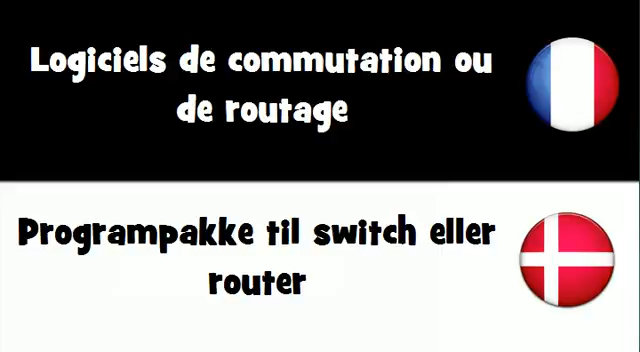 Logiciels de commutation ou
de routage
Programpakke til switch eller
router